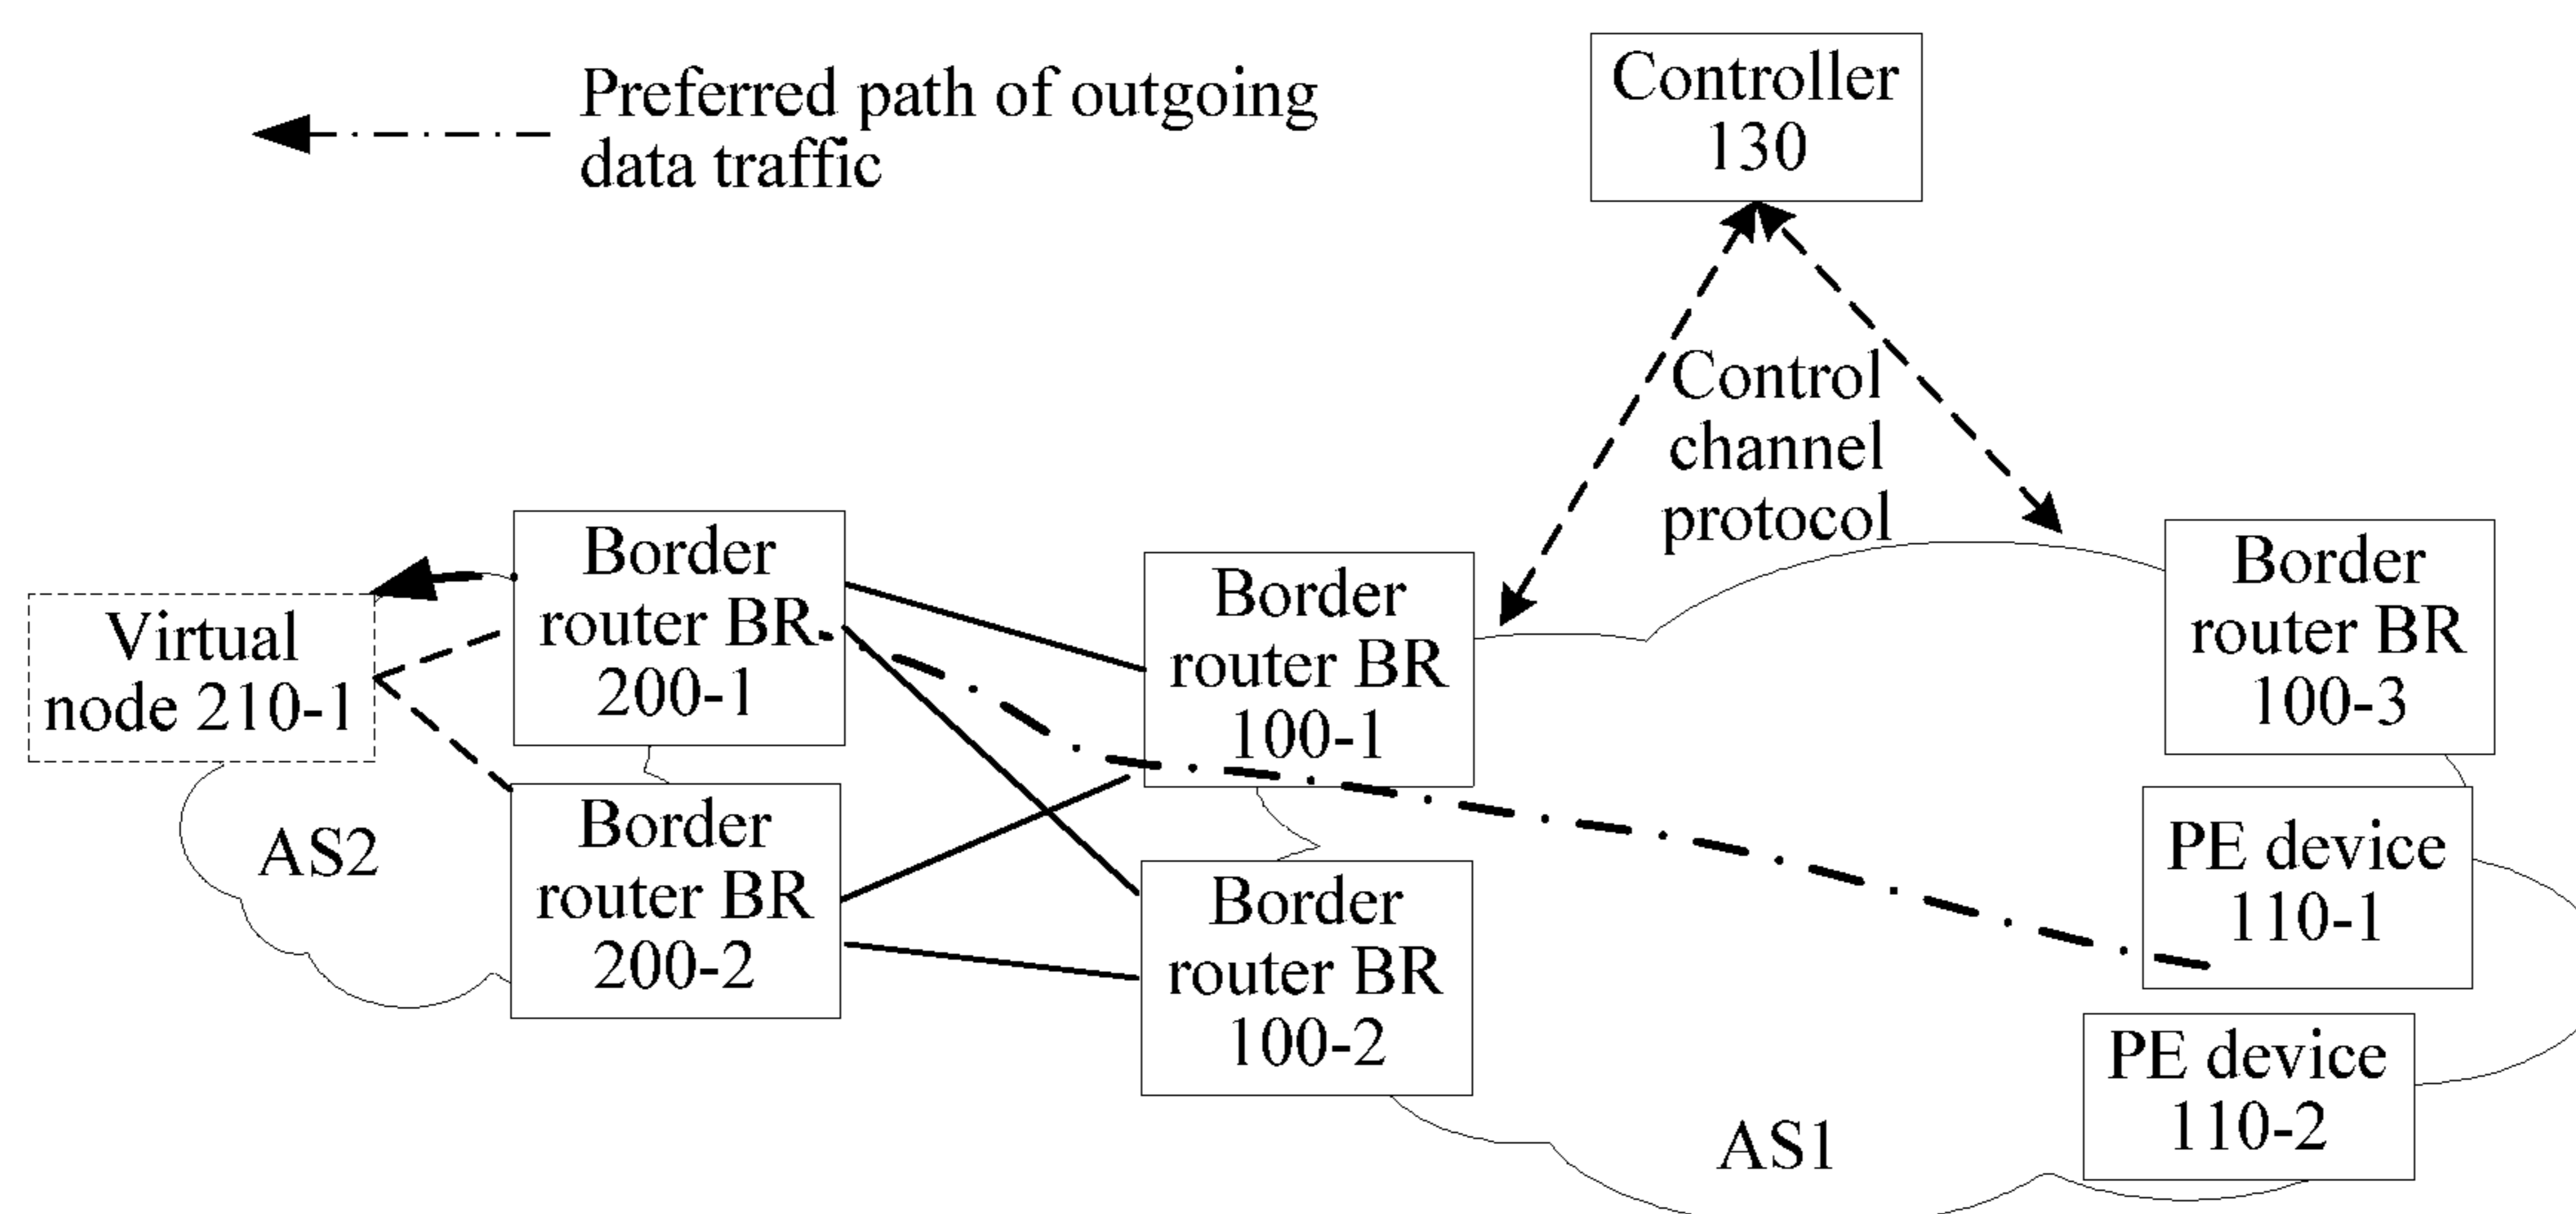 Preferred path of outgoing
data traffic
Controller
130
Control
channel
protocol
Border
router BR
200-1
Border
router BR
100-1
Border
router BR
100-3
Virtual
node 210-1
AS2
Border
router BR
200-2
Border
router BR
100-2
PE device
110-1
PE device
110-2
AS1